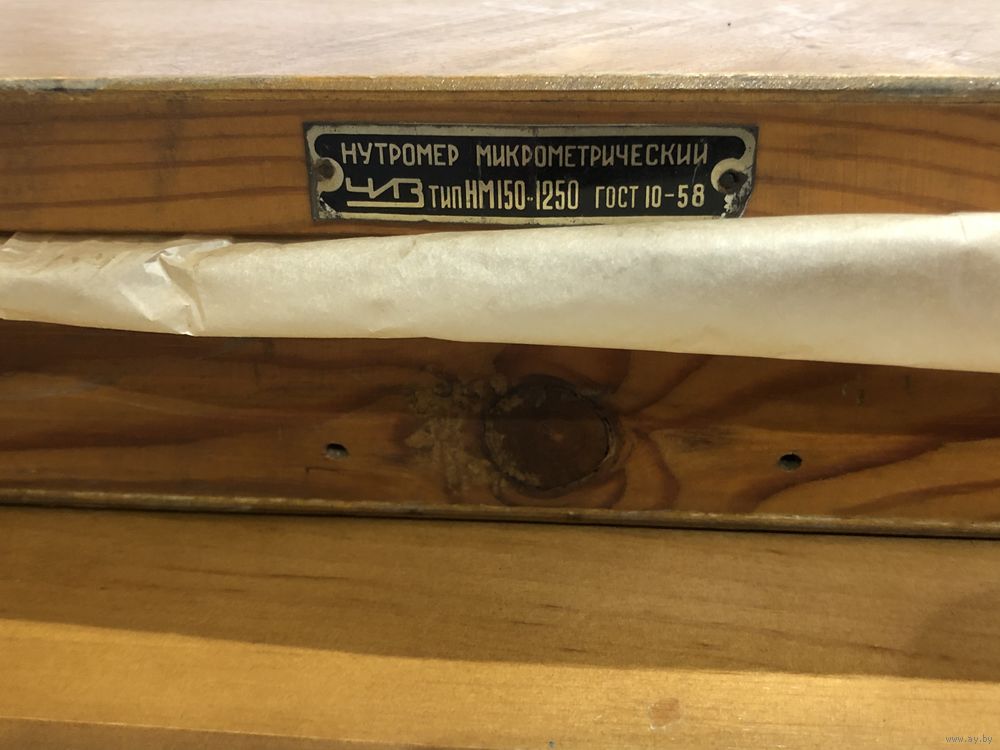 НУТРОМЕР МИКРОМЕТРИЧЕСКИЙ
ЧИЗ ТИП НМ150-1250 ГОСТ 10-58
www.ay.by